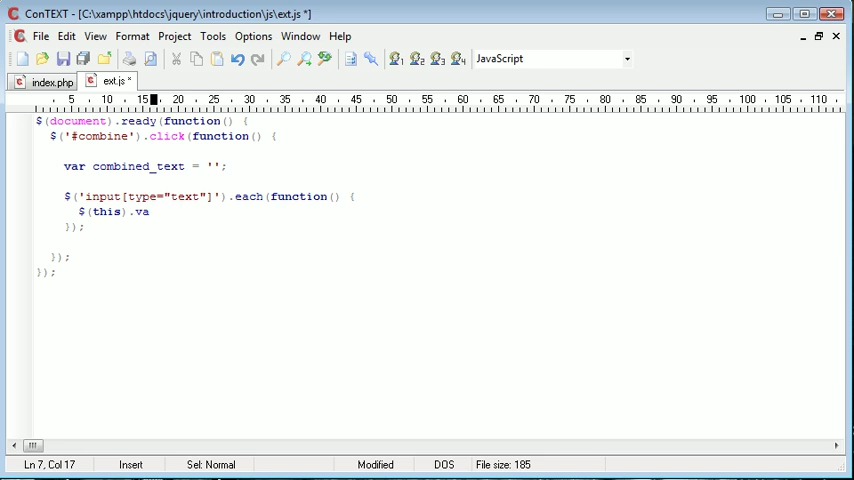 ConTEXT - [C:\xampp\htdocs\jquery\introduction\js\ext.js *]
File Edit View Format Project Tools Options Window Help
JavaScript
index.php ext.js *
5 10 15 20 25 30 35 40 45 50 55 60 65 70 75 80 85 90 95 100 105 110
$(document).ready(function() {
$('#combine').click(function() {
var combined_text = '';
$('input[type="text"]').each(function() {
$(this).va
});
});
});
Ln 7, Col 17 Insert Sel: Normal Modified DOS File size: 185